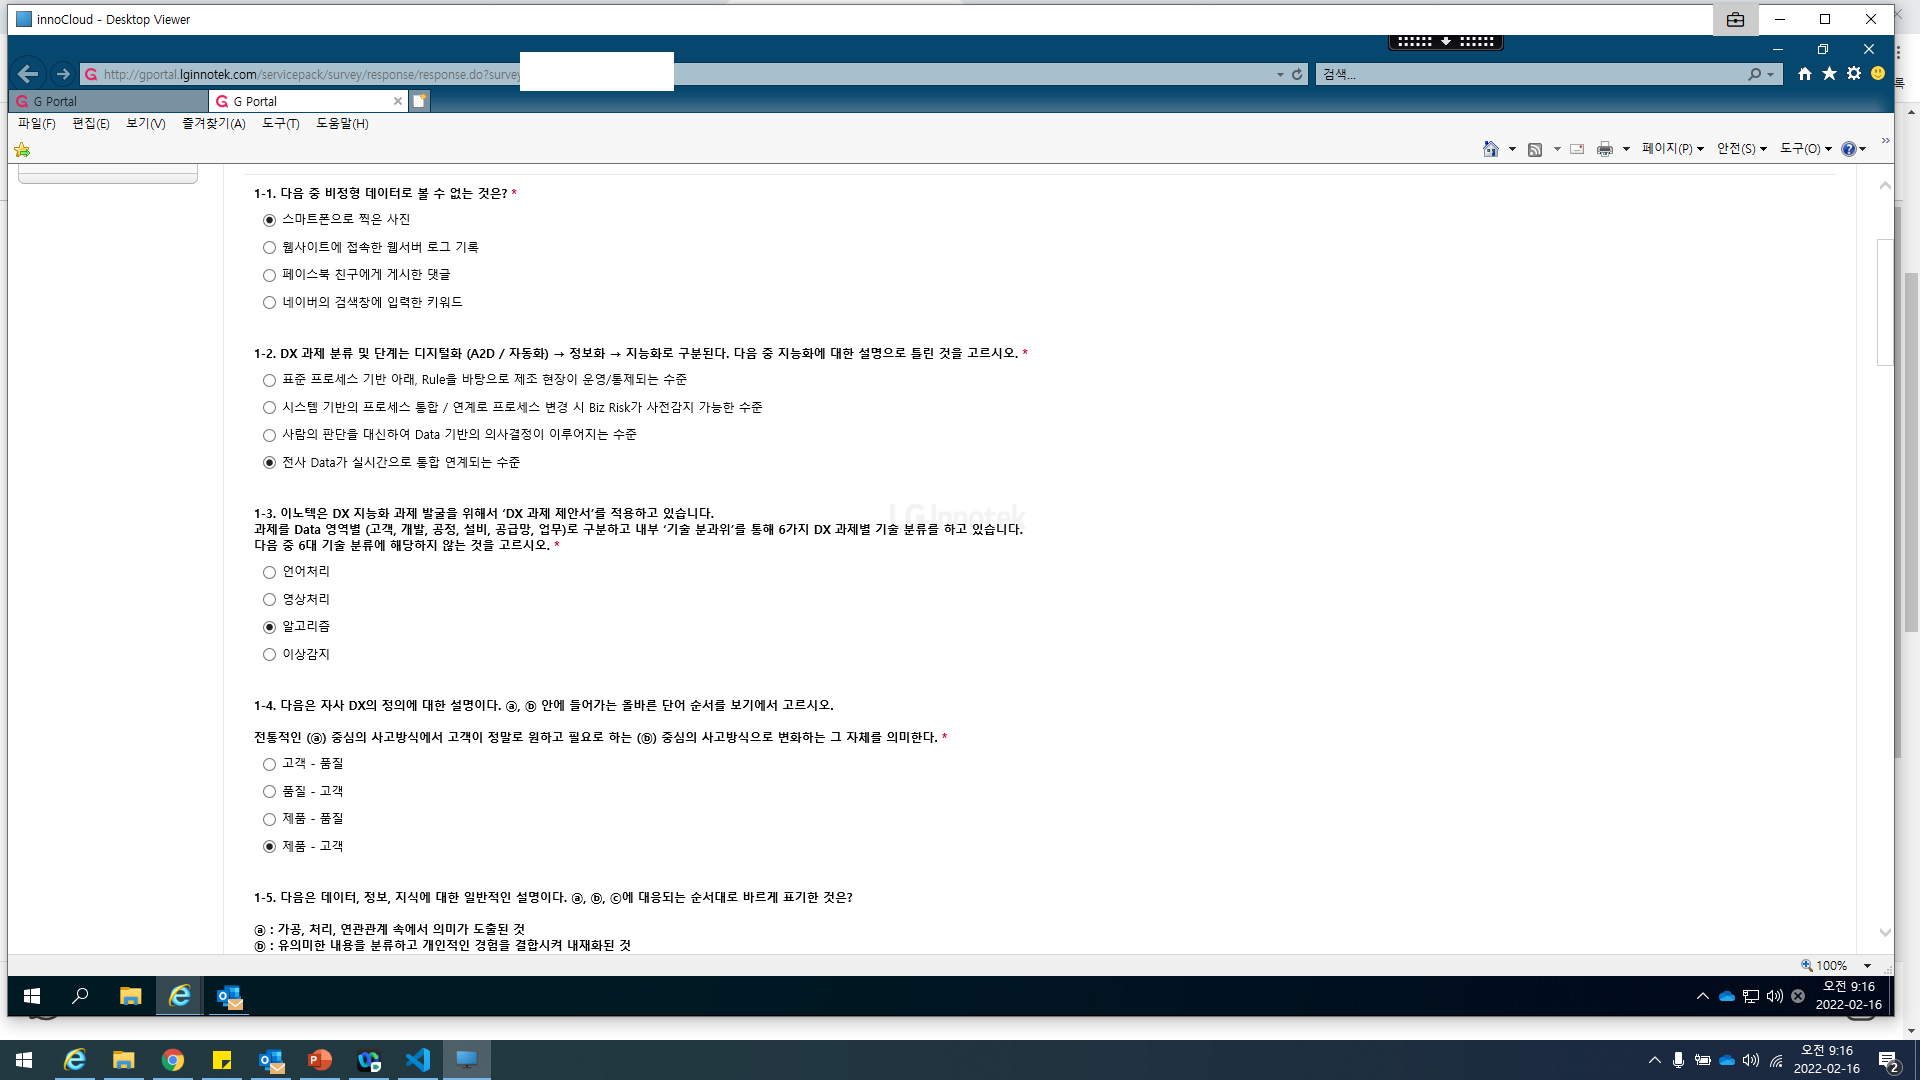 innoCloud - Desktop Viewer
http://gportal.lginnotek.com/servicepack/survey/response/response.do?survey
검색...
G Portal
G Portal
파일(F) 편집(E) 보기(V) 즐겨찾기(A) 도구(T) 도움말(H)
페이지(P) 안전(S) 도구(O)
1-1. 다음 중 비정형 데이터로 볼 수 없는 것은? *
스마트폰으로 찍은 사진
웹사이트에 접속한 웹서버 로그 기록
페이스북 친구에게 게시한 댓글
네이버의 검색창에 입력한 키워드
1-2. DX 과제 분류 및 단계는 디지털화 (A2D / 자동화) → 정보화 → 지능화로 구분된다. 다음 중 지능화에 대한 설명으로 틀린 것을 고르시오. *
표준 프로세스 기반 아래, Rule을 바탕으로 제조 현장이 운영/통제되는 수준
시스템 기반의 프로세스 통합 / 연계로 프로세스 변경 시 Biz Risk가 사전감지 가능한 수준
사람의 판단을 대신하여 Data 기반의 의사결정이 이루어지는 수준
전사 Data가 실시간으로 통합 연계되는 수준
1-3. 이노텍은 DX 지능화 과제 발굴을 위해서 ‘DX 과제 제안서’를 적용하고 있습니다.
LG Innotek
과제를 Data 영역별 (고객, 개발, 공정, 설비, 공급망, 업무)로 구분하고 내부 ‘기술 분과위’를 통해 6가지 DX 과제별 기술 분류를 하고 있습니다.
다음 중 6대 기술 분류에 해당하지 않는 것을 고르시오. *
언어처리
영상처리
알고리즘
이상감지
1-4. 다음은 자사 DX의 정의에 대한 설명이다. ⓐ, ⓑ 안에 들어가는 올바른 단어 순서를 보기에서 고르시오.
전통적인 (ⓐ) 중심의 사고방식에서 고객이 정말로 원하고 필요로 하는 (ⓑ) 중심의 사고방식으로 변화하는 그 자체를 의미한다. *
고객 - 품질
품질 - 고객
제품 - 품질
제품 - 고객
1-5. 다음은 데이터, 정보, 지식에 대한 일반적인 설명이다. ⓐ, ⓑ, ⓒ에 대응되는 순서대로 바르게 표기한 것은?
ⓐ : 가공, 처리, 연관관계 속에서 의미가 도출된 것
ⓑ : 유의미한 내용을 분류하고 개인적인 경험을 결합시켜 내재화된 것
100%
오전 9:16
2022-02-16
오전 9:16
2022-02-16
2
록